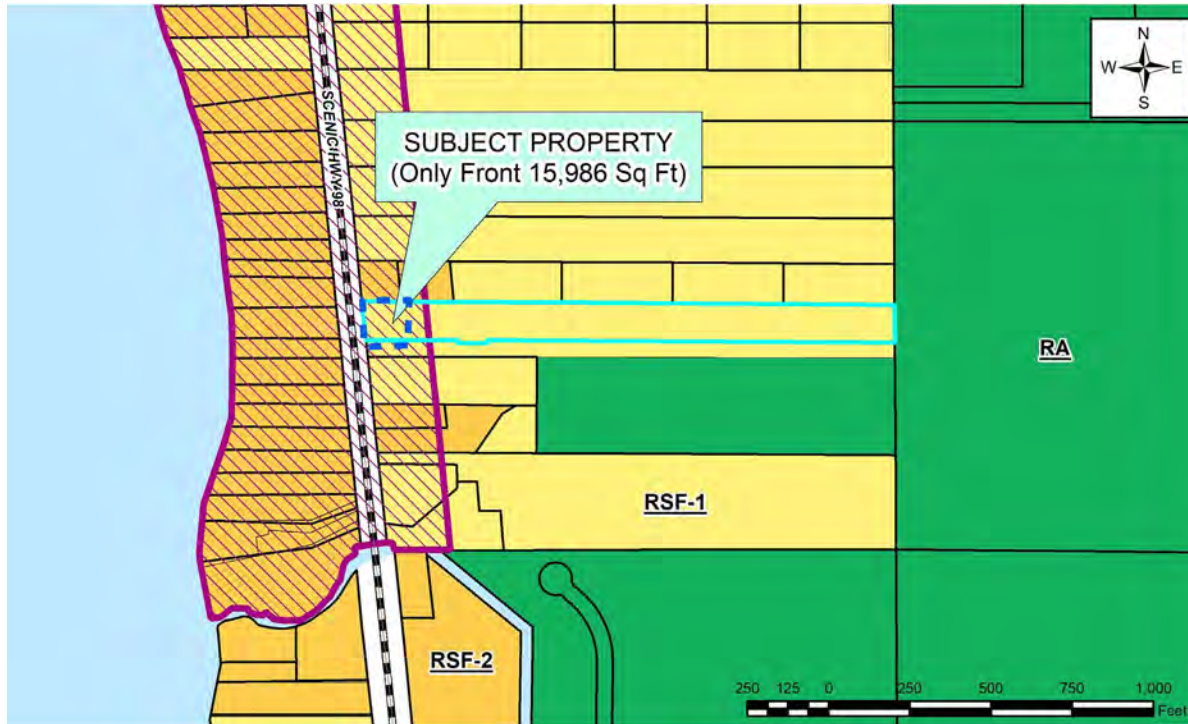 N
W E
S
SCENIC HWY 98
SUBJECT PROPERTY
(Only Front 15,986 Sq Ft)
RA
RSF-1
RSF-2
250 125 0 250 500 750 1,000
Feet